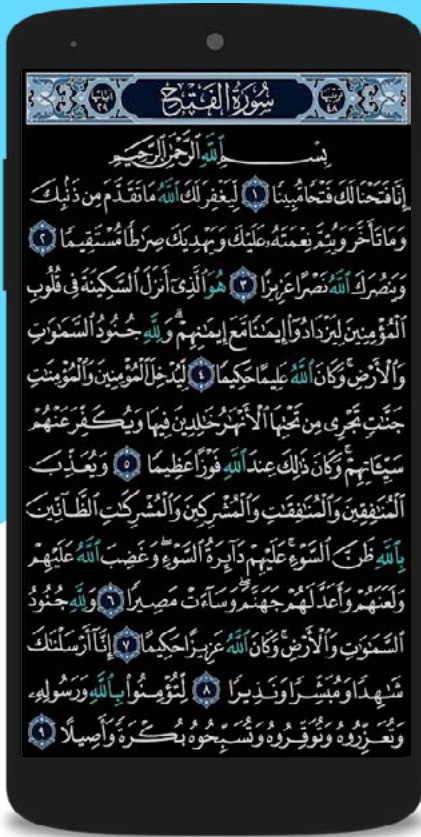 ترتيبها ٤٨ سُورَةُ الفَتۡحِ آياتها ٢٩
بِسۡمِ ٱللَّهِ ٱلرَّحۡمَٰنِ ٱلرَّحِيمِ
إِنَّا فَتَحۡنَا لَكَ فَتۡحٗا مُّبِينٗا ١ لِّيَغۡفِرَ لَكَ ٱللَّهُ مَا تَقَدَّمَ مِن ذَنۢبِكَ
وَمَا تَأَخَّرَ وَيُتِمَّ نِعۡمَتَهُۥ عَلَيۡكَ وَيَهۡدِيَكَ صِرَٰطٗا مُّسۡتَقِيمٗا ٢
وَيَنصُرَكَ ٱللَّهُ نَصۡرًا عَزِيزًا ٣ هُوَ ٱلَّذِيٓ أَنزَلَ ٱلسَّكِينَةَ فِي قُلُوبِ
ٱلۡمُؤۡمِنِينَ لِيَزۡدَادُوٓاْ إِيمَٰنٗا مَّعَ إِيمَٰنِهِمۡۗ وَلِلَّهِ جُنُودُ ٱلسَّمَٰوَٰتِ
وَٱلۡأَرۡضِۚ وَكَانَ ٱللَّهُ عَلِيمًا حَكِيمٗا ٤ لِّيُدۡخِلَ ٱلۡمُؤۡمِنِينَ وَٱلۡمُؤۡمِنَٰتِ
جَنَّٰتٖ تَجۡرِي مِن تَحۡتِهَا ٱلۡأَنۡهَٰرُ خَٰلِدِينَ فِيهَا وَيُكَفِّرَ عَنۡهُمۡ
سَيِّـَٔاتِهِمۡۚ وَكَانَ ذَٰلِكَ عِندَ ٱللَّهِ فَوۡزًا عَظِيمٗا ٥ وَيُعَذِّبَ
ٱلۡمُنَٰفِقِينَ وَٱلۡمُنَٰفِقَٰتِ وَٱلۡمُشۡرِكِينَ وَٱلۡمُشۡرِكَٰتِ ٱلظَّآنِّينَ
بِٱللَّهِ ظَنَّ ٱلسَّوۡءِۚ عَلَيۡهِمۡ دَآئِرَةُ ٱلسَّوۡءِۖ وَغَضِبَ ٱللَّهُ عَلَيۡهِمۡ
وَلَعَنَهُمۡ وَأَعَدَّ لَهُمۡ جَهَنَّمَۖ وَسَآءَتۡ مَصِيرٗا ٦ وَلِلَّهِ جُنُودُ
ٱلسَّمَٰوَٰتِ وَٱلۡأَرۡضِۚ وَكَانَ ٱللَّهُ عَزِيزًا حَكِيمًا ٧ إِنَّآ أَرۡسَلۡنَٰكَ
شَٰهِدٗا وَمُبَشِّرٗا وَنَذِيرٗا ٨ لِّتُؤۡمِنُواْ بِٱللَّهِ وَرَسُولِهِۦ
وَتُعَزِّرُوهُ وَتُوَقِّرُوهُ وَتُسَبِّحُوهُ بُكۡرَةٗ وَأَصِيلًا ٩